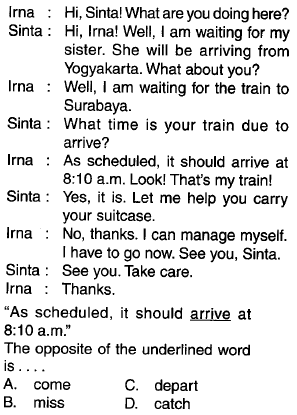 Irna : Hi, Sinta! What are you doing here?
Sinta : Hi, Irna! Well, I am waiting for my
sister. She will be arriving from
Yogyakarta. What about you?
Irna : Well, I am waiting for the train to
Surabaya.
Sinta : What time is your train due to
arrive?
Irna : As scheduled, it should arrive at
8:10 a.m. Look! That's my train!
Sinta : Yes, it is. Let me help you carry
your suitcase.
Irna : No, thanks. I can manage myself.
I have to go now. See you, Sinta.
Sinta : See you. Take care.
Irna : Thanks.
"As scheduled, it should arrive at
8:10 a.m."
The opposite of the underlined word
is . . . .
A. come C. depart
B. miss D. catch